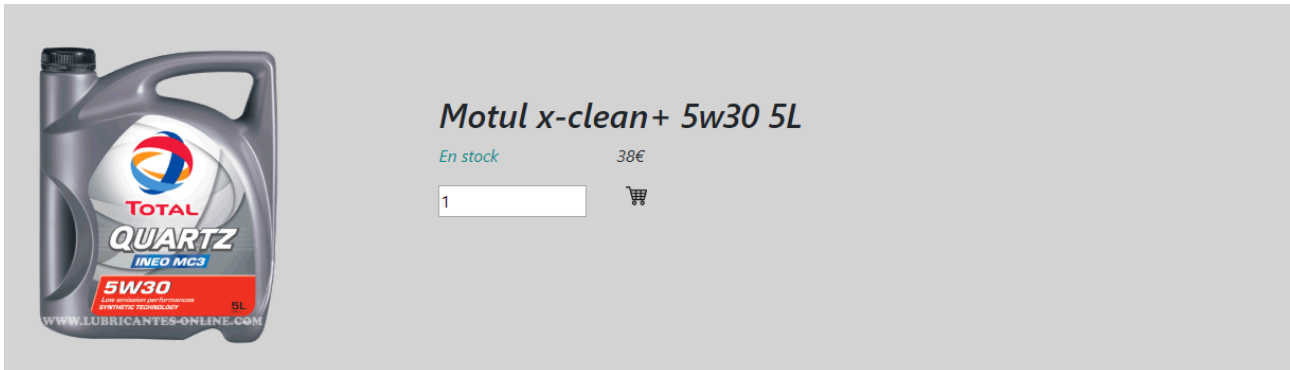 TOTAL
QUARTZ
INEO MC3
5W30
Low emission performances
SYNTHETIC TECHNOLOGY
5L
WWW.LUBRICANTES-ONLINE.COM
Motul x-clean+ 5w30 5L
En stock 38€
1